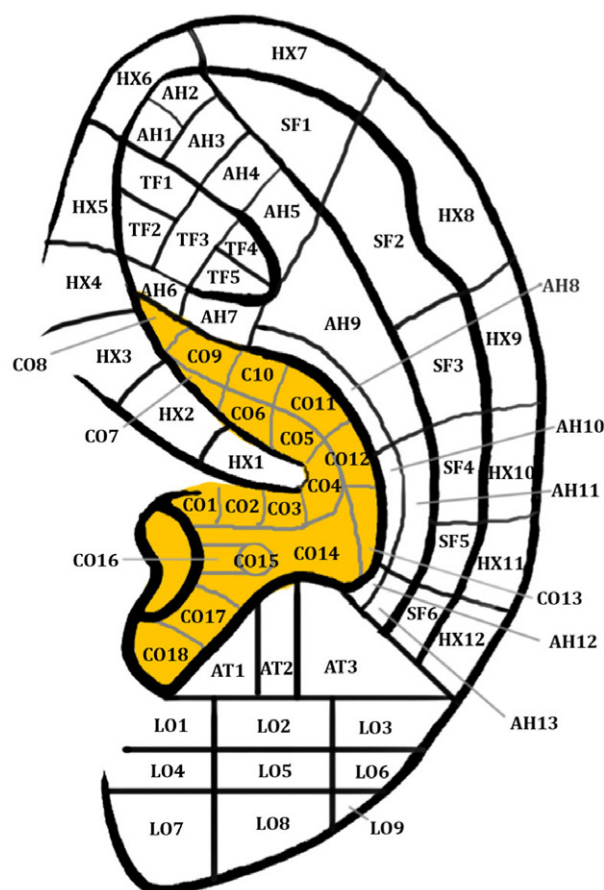 HX7
HX6
AH2
SF1
AH1
AH3
AH4
TF1
AH5
HX5
TF2
TF3
HX8
SF2
TF4
TF5
HX4
AH6
AH8
AH7
AH9
HX9
CO8
HX3
CO9
SF3
C10
CO11
HX2
CO6
AH10
CO7
CO5
CO12
HX1
SF4
HX10
CO4
AH11
CO1
CO2
CO3
SF5
CO16
CO15
CO14
HX11
CO13
CO17
SF6
AH12
HX12
CO18
AT1
AT2
AT3
AH13
LO1
LO2
LO3
LO4
LO5
LO6
LO7
LO8
LO9